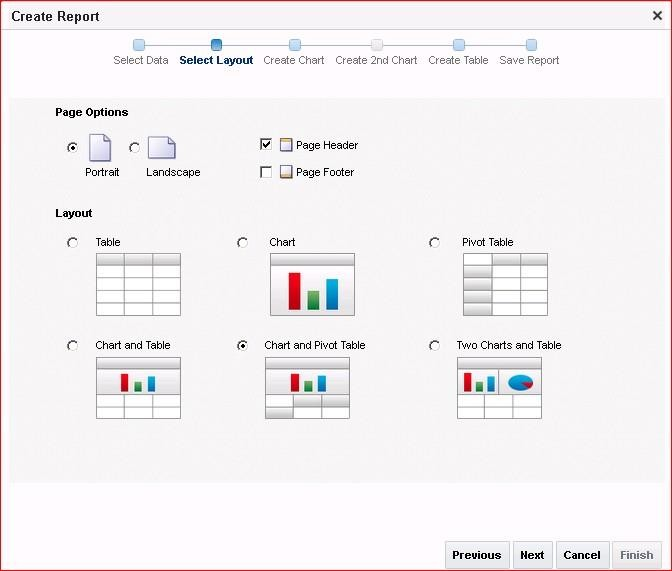 Create Report
Select Data Select Layout Create Chart Create 2nd Chart Create Table Save Report
Page Options
Portrait Landscape Page Header
Page Footer
Layout
Table Chart Pivot Table
Chart and Table Chart and Pivot Table Two Charts and Table
Previous Next Cancel Finish